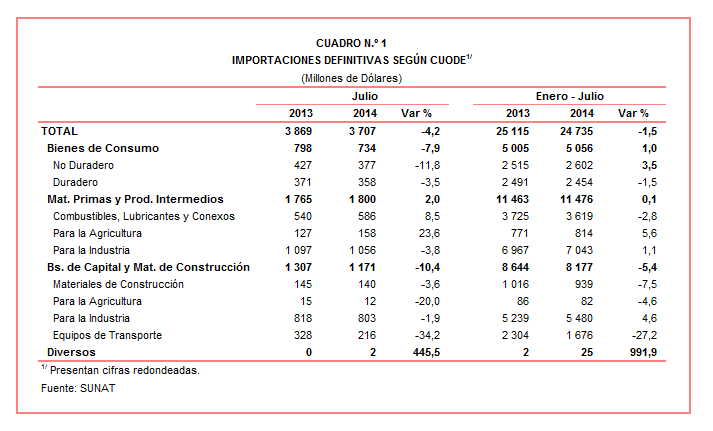 CUADRO N.º 1
IMPORTACIONES DEFINITIVAS SEGÚN CUODE1/
(Millones de Dólares)
Julio Enero - Julio
2013 2014 Var % 2013 2014 Var %
TOTAL 3 869 3 707 -4,2 25 115 24 735 -1,5
Bienes de Consumo 798 734 -7,9 5 005 5 056 1,0
No Duradero 427 377 -11,8 2 515 2 602 3,5
Duradero 371 358 -3,5 2 491 2 454 -1,5
Mat. Primas y Prod. Intermedios 1 765 1 800 2,0 11 463 11 476 0,1
Combustibles, Lubricantes y Conexos 540 586 8,5 3 725 3 619 -2,8
Para la Agricultura 127 158 23,6 771 814 5,6
Para la Industria 1 097 1 056 -3,8 6 967 7 043 1,1
Bs. de Capital y Mat. de Construcción 1 307 1 171 -10,4 8 644 8 177 -5,4
Materiales de Construcción 145 140 -3,6 1 016 939 -7,5
Para la Agricultura 15 12 -20,0 86 82 -4,6
Para la Industria 818 803 -1,9 5 239 5 480 4,6
Equipos de Transporte 328 216 -34,2 2 304 1 676 -27,2
Diversos 0 2 445,5 2 25 991,9
1/ Presentan cifras redondeadas.
Fuente: SUNAT